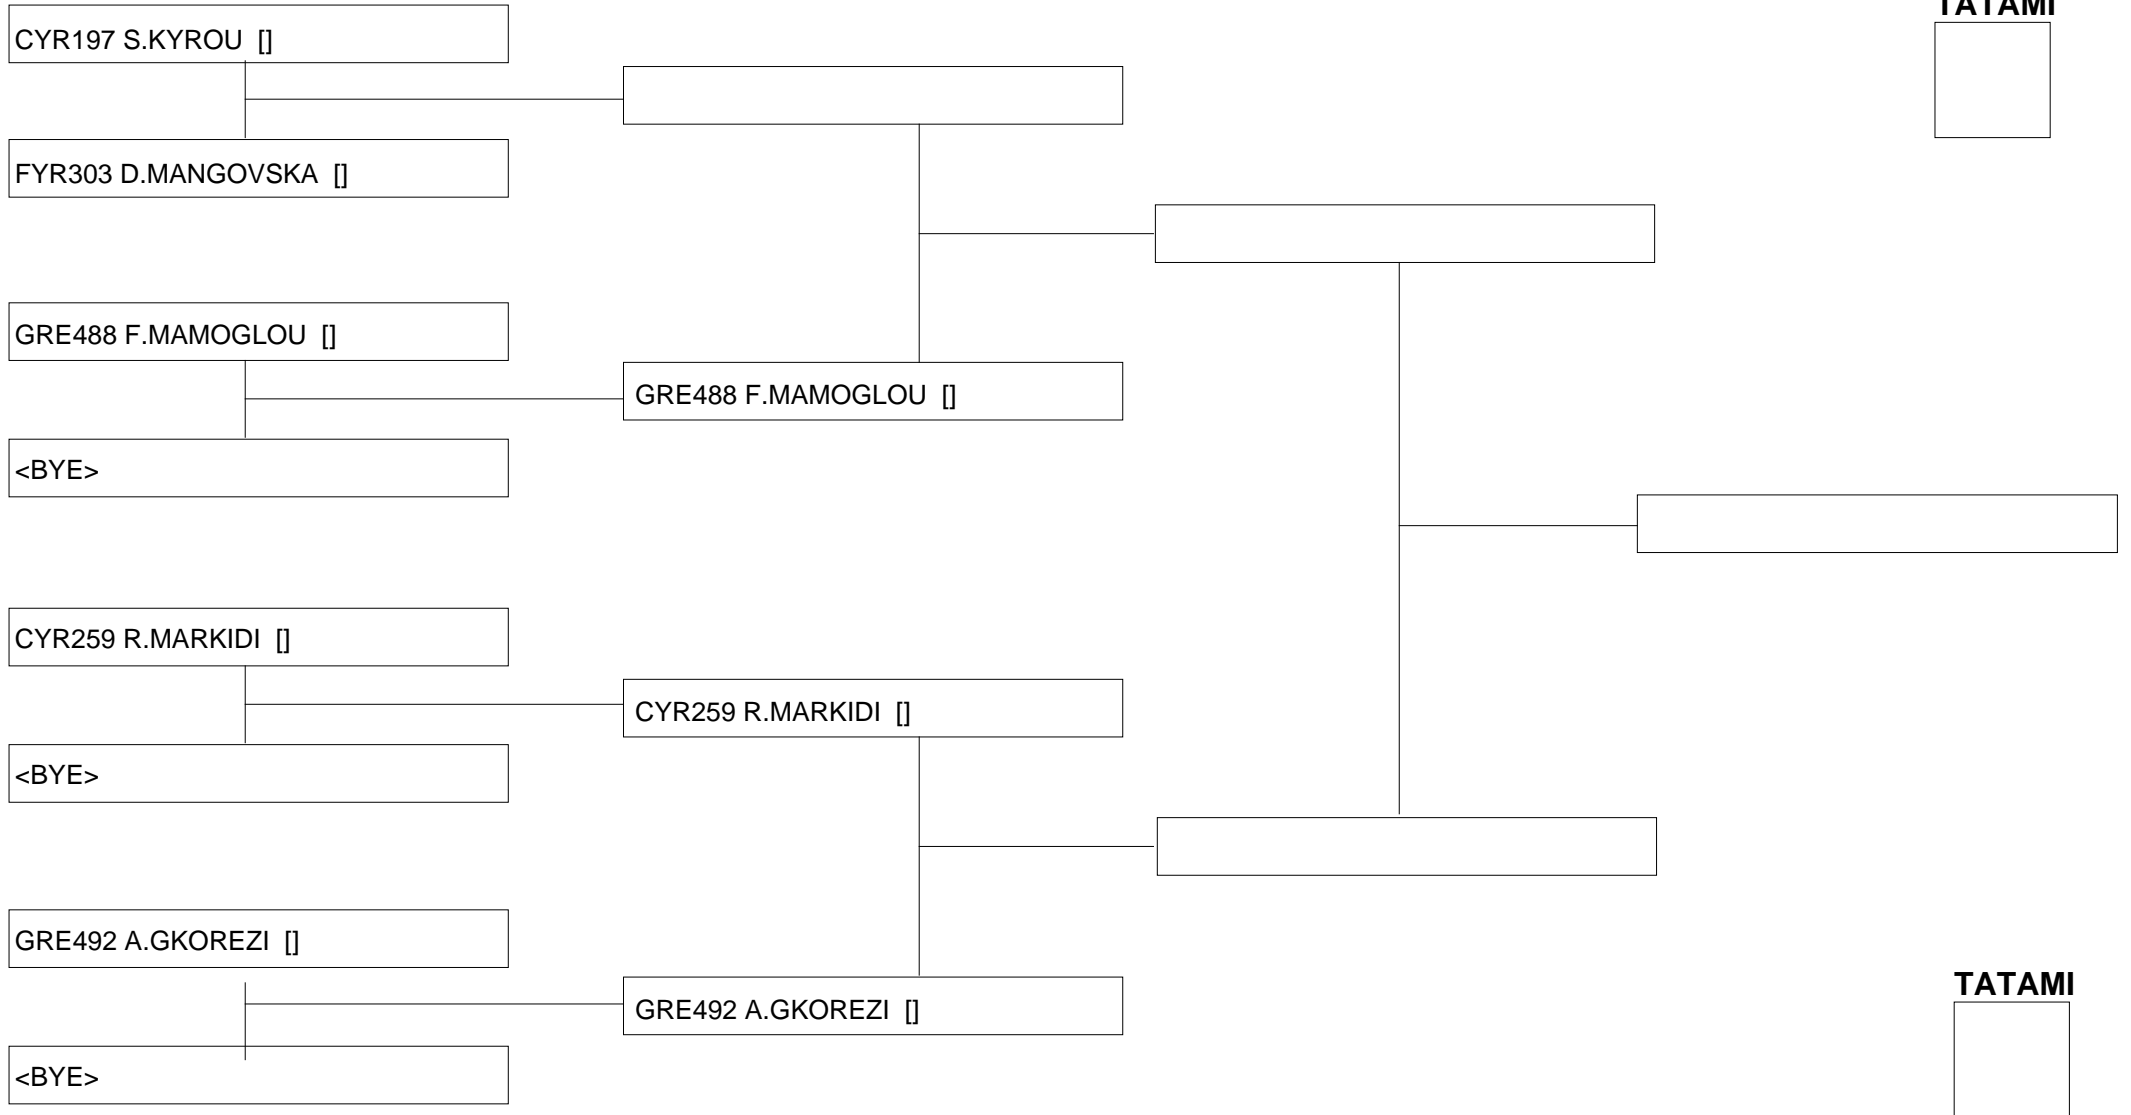 TATAMI
CYR197 S.KYROU []
FYR303 D.MANGOVSKA []
GRE488 F.MAMOGLOU []
GRE488 F.MAMOGLOU []
<BYE>
CYR259 R.MARKIDI []
CYR259 R.MARKIDI []
<BYE>
GRE492 A.GKOREZI []
TATAMI
GRE492 A.GKOREZI []
<BYE>